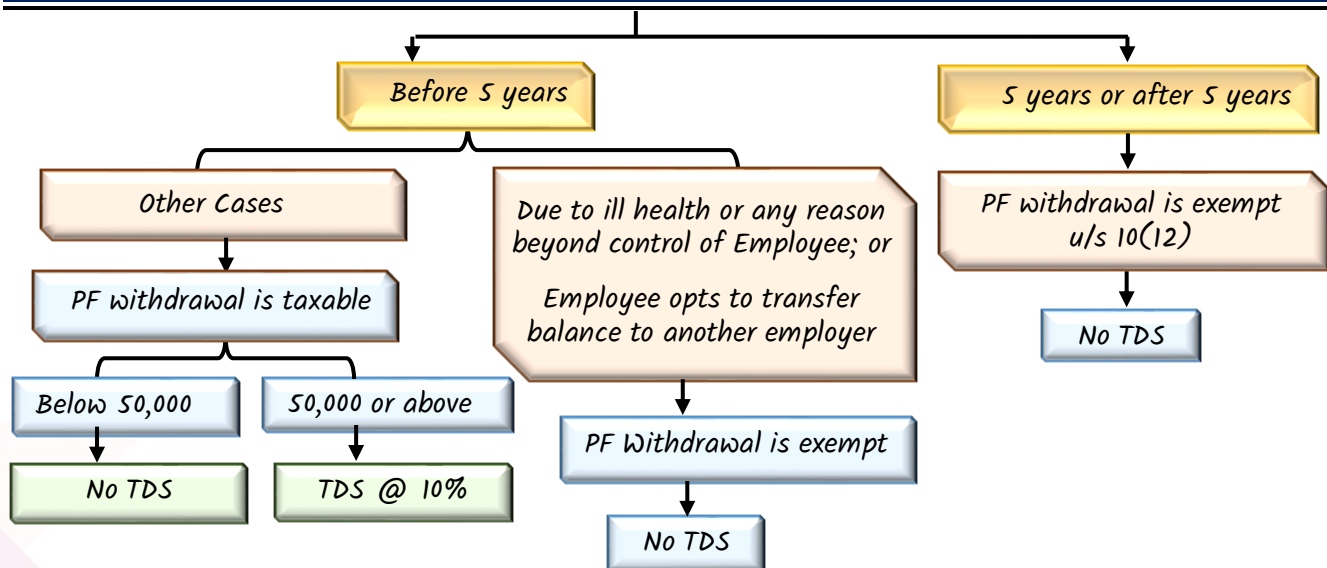 Before 5 years
5 years or after 5 years
Other Cases
Due to ill health or any reason
beyond control of Employee; or
Employee opts to transfer
balance to another employer
PF withdrawal is exempt
u/s 10(12)
PF withdrawal is taxable
No TDS
Below 50,000
50,000 or above
PF Withdrawal is exempt
No TDS
TDS @ 10%
No TDS